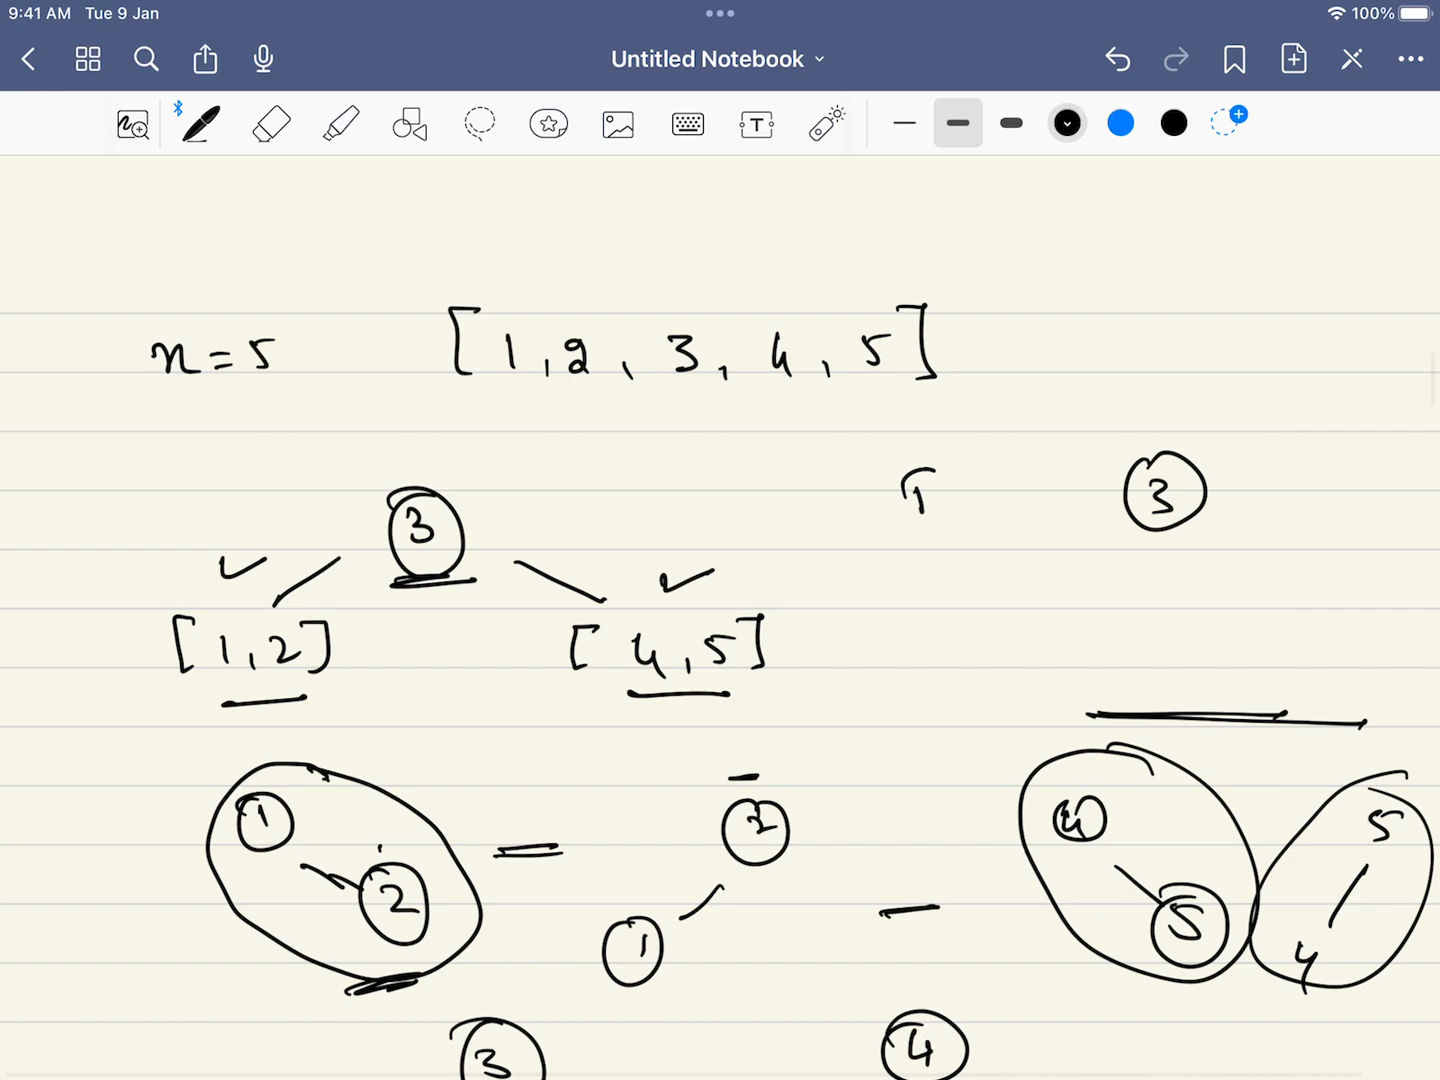 9:41 AM Tue 9 Jan
100%
Untitled Notebook
T
n=5 [1,2,3,4,5]
3
3
[1,2] [4,5]
1 2 4 5
2 1 5 4
3 4